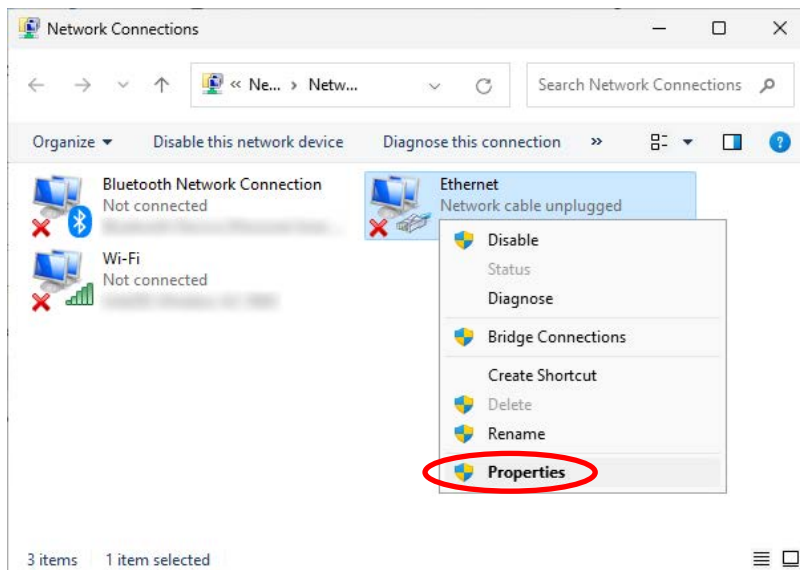 Network Connections
« Ne... › Netw...
Search Network Connections
Organize
Disable this network device
Diagnose this connection
»
Bluetooth Network Connection
Not connected
Ethernet
Network cable unplugged
Wi-Fi
Not connected
Disable
Status
Diagnose
Bridge Connections
Create Shortcut
Delete
Rename
Properties
3 items
1 item selected